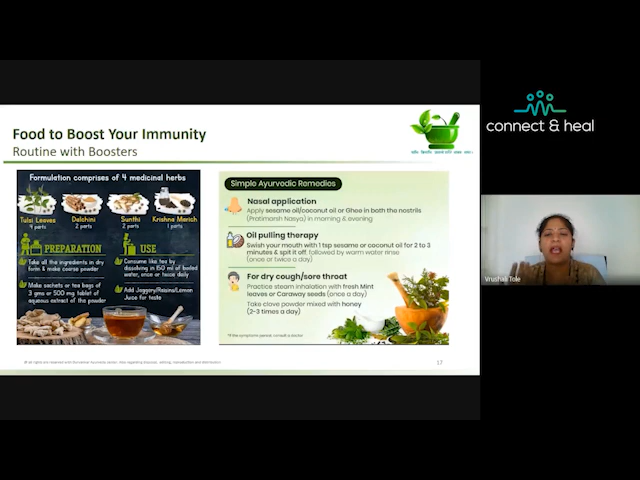 Food to Boost Your Immunity
Routine with Boosters
Formulation comprises of 4 medicinal herbs
Tulsi Leaves
4 parts
Dalchini
2 parts
Sunthi
2 parts
Krishna Marich
1 parts
PREPARATION
Take all the ingredients in dry
form & make coarse powder
Make sachets or tea bags of
3 gms or 500 mg tablet of
aqueous extract of the powder
USE
Consume like tea by
dissolving in 150 ml of boiled
water, once or twice daily
Add Jaggery/Raisins/Lemon
Juice for taste
Simple Ayurvedic Remedies
Nasal application
Apply sesame oil/coconut oil or Ghee in both the nostrils
(Pratimarsh Nasya) in morning & evening
Oil pulling therapy
Swish your mouth with 1 tsp sesame or coconut oil for 2 to 3
minutes & spit it off, followed by warm water rinse
(once or twice a day)
For dry cough/sore throat
Practice steam inhalation with fresh Mint
leaves or Caraway seeds (once a day)
Take clove powder mixed with honey
(2-3 times a day)
*If the symptoms persist, consult a doctor
17
connect & heal
Vrushali Tale